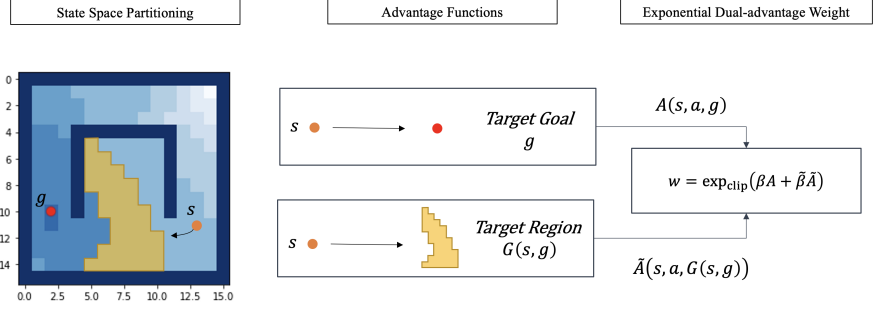 State Space Partitioning
Advantage Functions
Exponential Dual-advantage Weight
0
2
4
6
8
10
12
14
0.0 2.5 5.0 7.5 10.0 12.5 15.0
g
s
s
Target Goal
g
s
Target Region
G(s, g)
A(s, a, g)
w = exp_clip(βA + β̃Ã)
Ã(s, a, G(s, g))